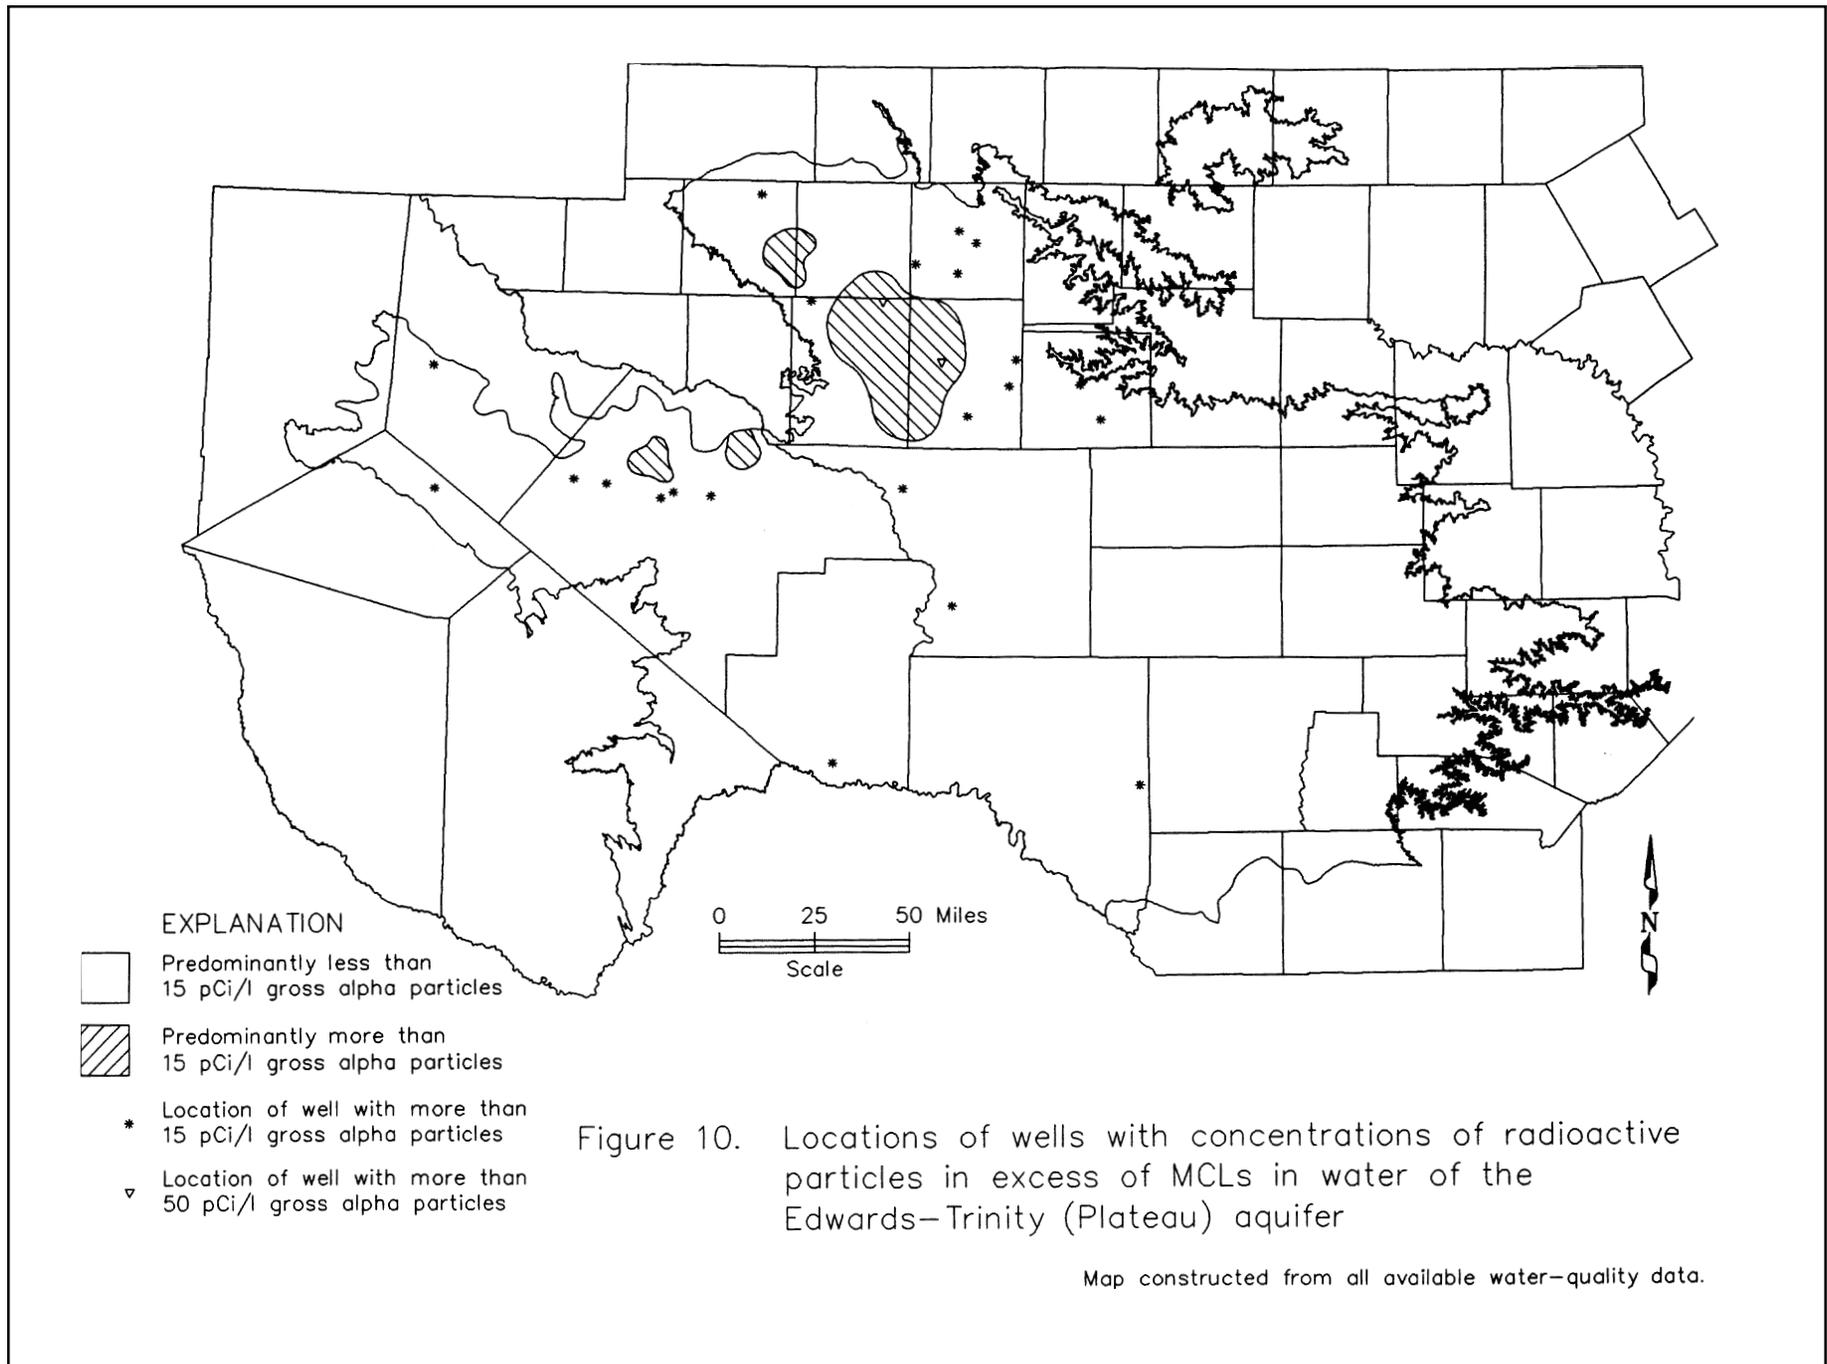 EXPLANATION
Predominantly less than
15 pCi/l gross alpha particles
Predominantly more than
15 pCi/l gross alpha particles
Location of well with more than
15 pCi/l gross alpha particles
Location of well with more than
50 pCi/l gross alpha particles
0 25 50 Miles
Scale
N
Figure 10. Locations of wells with concentrations of radioactive
particles in excess of MCLs in water of the
Edwards-Trinity (Plateau) aquifer
Map constructed from all available water-quality data.